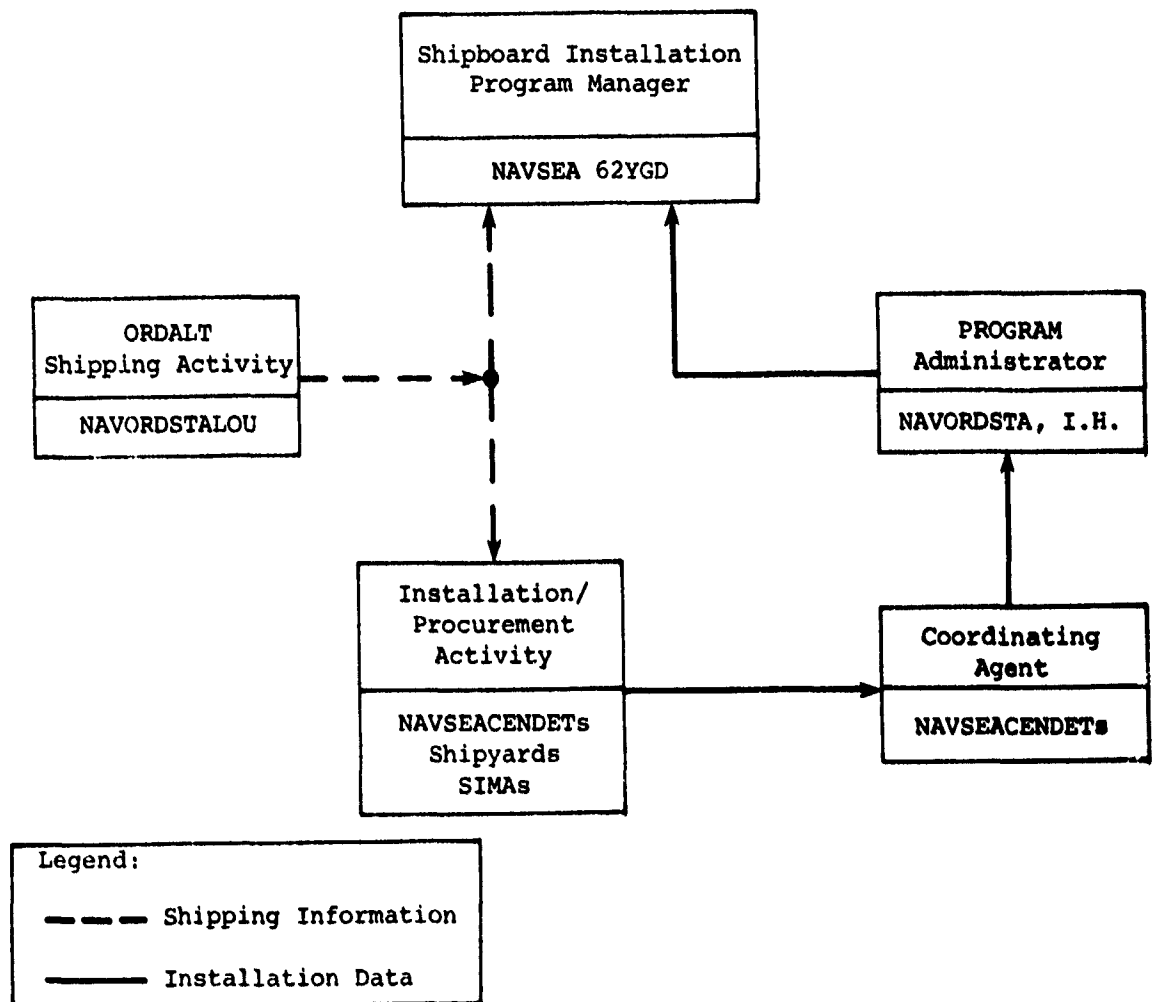 Shipboard Installation
Program Manager
NAVSEA 62YGD
ORDALT
Shipping Activity
NAVORDSTALOU
PROGRAM
Administrator
NAVORDSTA, I.H.
Installation/
Procurement
Activity
NAVSEACENDETs
Shipyards
SIMAs
Coordinating
Agent
NAVSEACENDETs
Legend:
Shipping Information
Installation Data